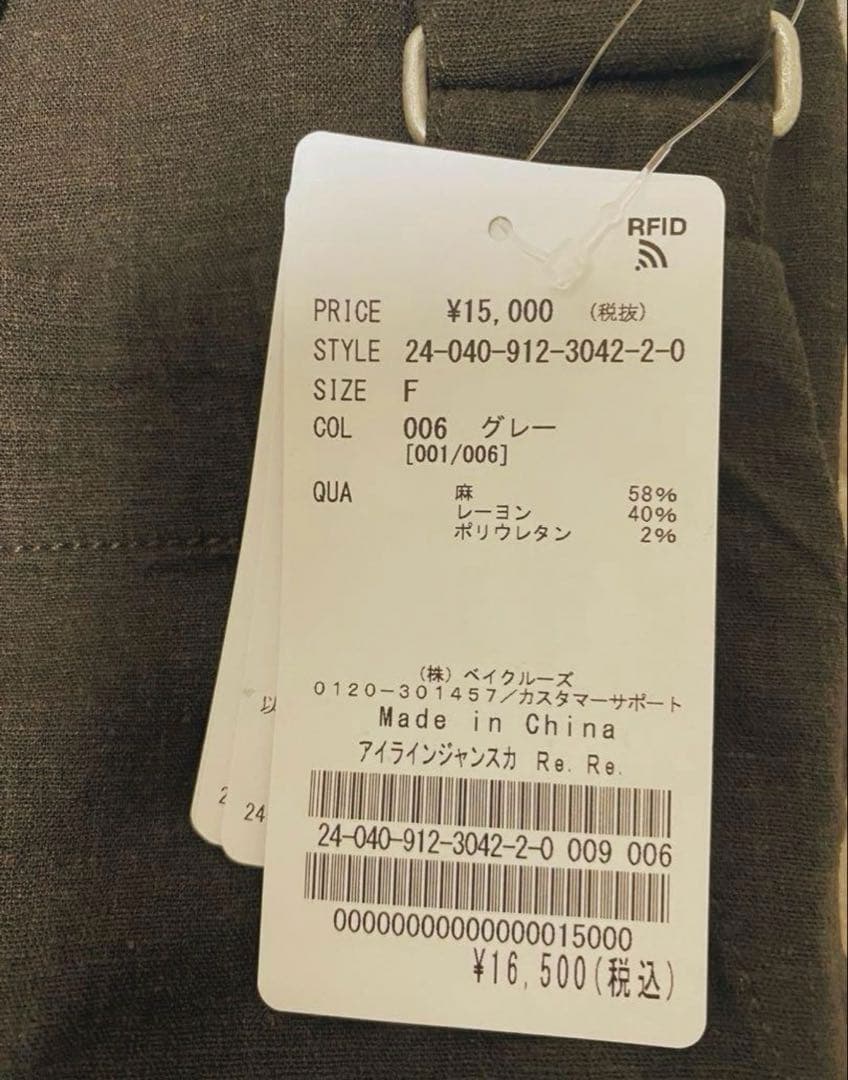 RFID
PRICE ¥15,000 (税抜)
STYLE 24-040-912-3042-2-0
SIZE F
COL 006 グレー
[001/006]
QUA 麻 58%
レーヨン 40%
ポリウレタン 2%
(株) ベイクルーズ
0120-301457/カスタマーサポート
Made in China
アイラインジャンスカ Re. Re.
24-040-912-3042-2-0 009 006
00000000000000015000
¥16,500(税込)
以
2
24